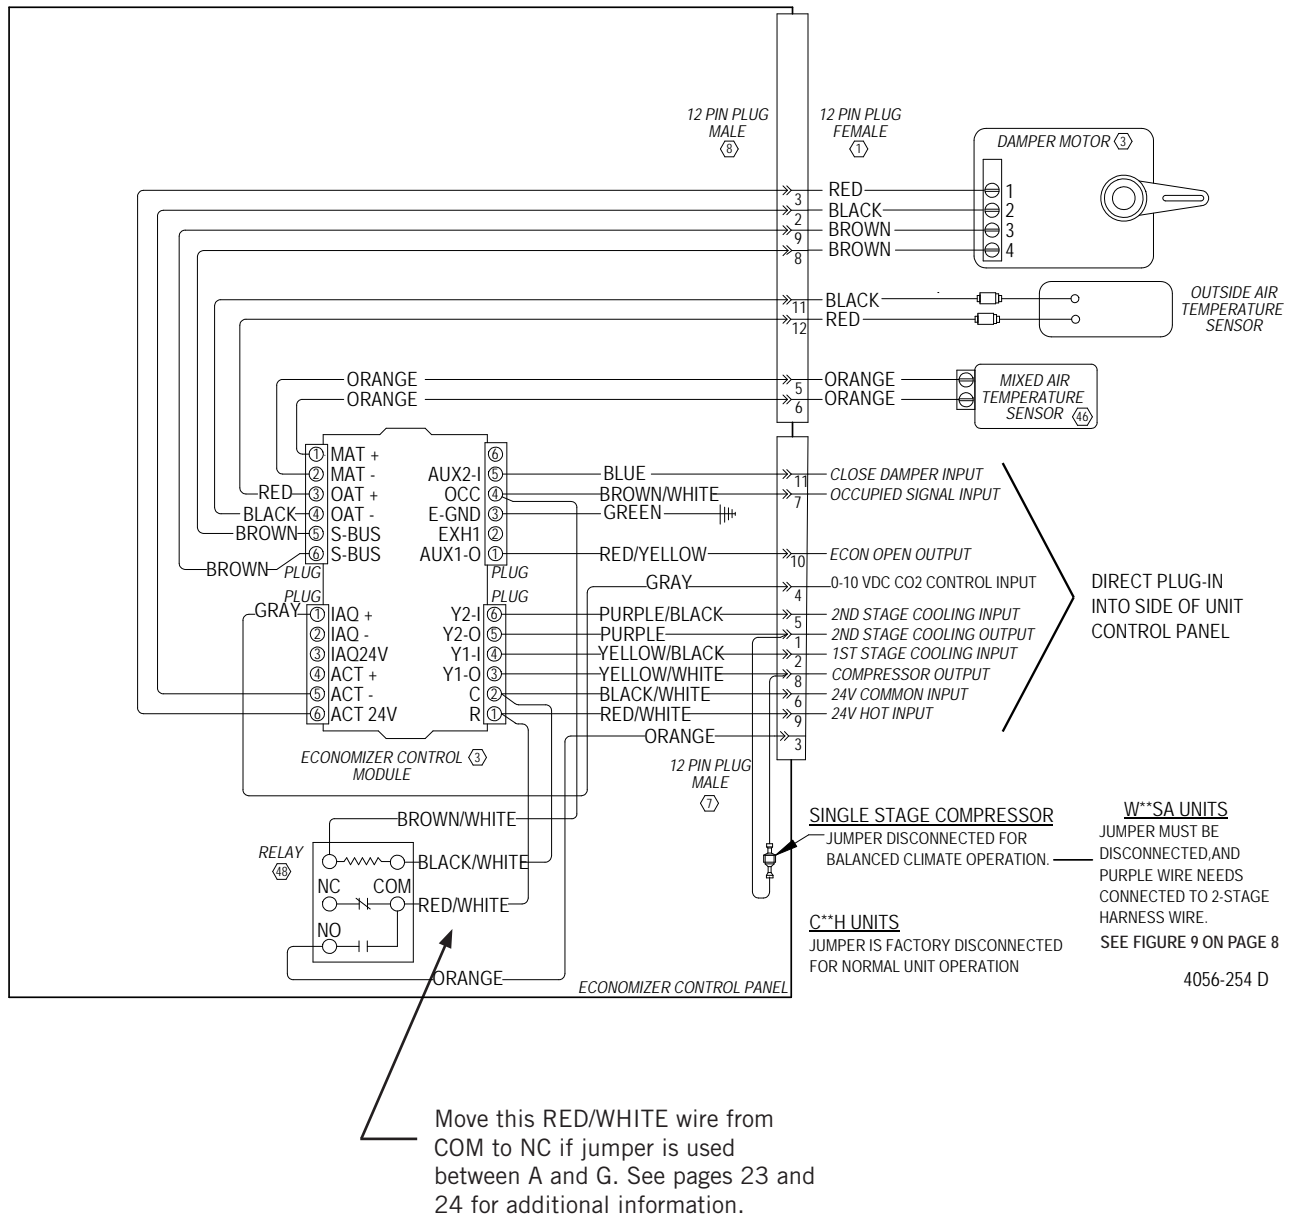 12 PIN PLUG
MALE
8
12 PIN PLUG
FEMALE
1
DAMPER MOTOR 3
3 RED 1
2 BLACK 2
9 BROWN 3
8 BROWN 4
11 BLACK
12 RED
OUTSIDE AIR
TEMPERATURE
SENSOR
ORANGE 5 ORANGE
ORANGE 6 ORANGE
MIXED AIR
TEMPERATURE
SENSOR 46
1 MAT + 6
2 MAT - AUX2-I 5 BLUE 11 CLOSE DAMPER INPUT
RED 3 OAT + OCC 4 BROWN/WHITE 7 OCCUPIED SIGNAL INPUT
BLACK 4 OAT - E-GND 3 GREEN
BROWN 5 S-BUS EXH1 2
BROWN 6 S-BUS AUX1-O 1 RED/YELLOW 10 ECON OPEN OUTPUT
PLUG PLUG
GRAY 4 0-10 VDC CO2 CONTROL INPUT
PLUG PLUG
GRAY 1 IAQ + Y2-I 6 PURPLE/BLACK 5 2ND STAGE COOLING INPUT
2 IAQ - Y2-O 5 PURPLE 1 2ND STAGE COOLING OUTPUT
3 IAQ24V Y1-I 4 YELLOW/BLACK 2 1ST STAGE COOLING INPUT
4 ACT + Y1-O 3 YELLOW/WHITE 8 COMPRESSOR OUTPUT
5 ACT - C 2 BLACK/WHITE 6 24V COMMON INPUT
6 ACT 24V R 1 RED/WHITE 9 24V HOT INPUT
ORANGE 3
DIRECT PLUG-IN
INTO SIDE OF UNIT
CONTROL PANEL
ECONOMIZER CONTROL 3
MODULE
12 PIN PLUG
MALE
7
BROWN/WHITE
RELAY
48
BLACK/WHITE
NC COM
RED/WHITE
NO
ORANGE
ECONOMIZER CONTROL PANEL
SINGLE STAGE COMPRESSOR
JUMPER DISCONNECTED FOR
BALANCED CLIMATE OPERATION.
W**SA UNITS
JUMPER MUST BE
DISCONNECTED,AND
PURPLE WIRE NEEDS
CONNECTED TO 2-STAGE
HARNESS WIRE.
SEE FIGURE 9 ON PAGE 8
C**H UNITS
JUMPER IS FACTORY DISCONNECTED
FOR NORMAL UNIT OPERATION
4056-254 D
Move this RED/WHITE wire from
COM to NC if jumper is used
between A and G. See pages 23 and
24 for additional information.